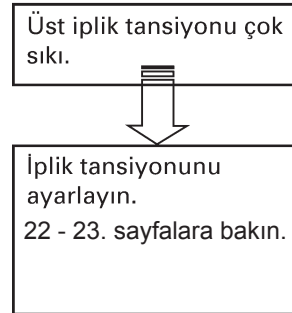 Üst iplik tansiyonu çok
sıkı.
İplik tansiyonunu
ayarlayın.
22 - 23. sayfalara bakın.